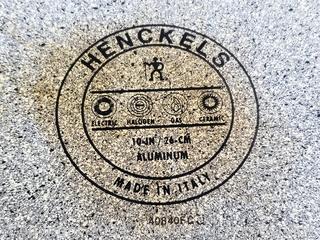 HENCKELS
ELECTRIC HALOGEN GAS CERAMIC
10-IN / 26-CM
ALUMINUM
MADE IN ITALY